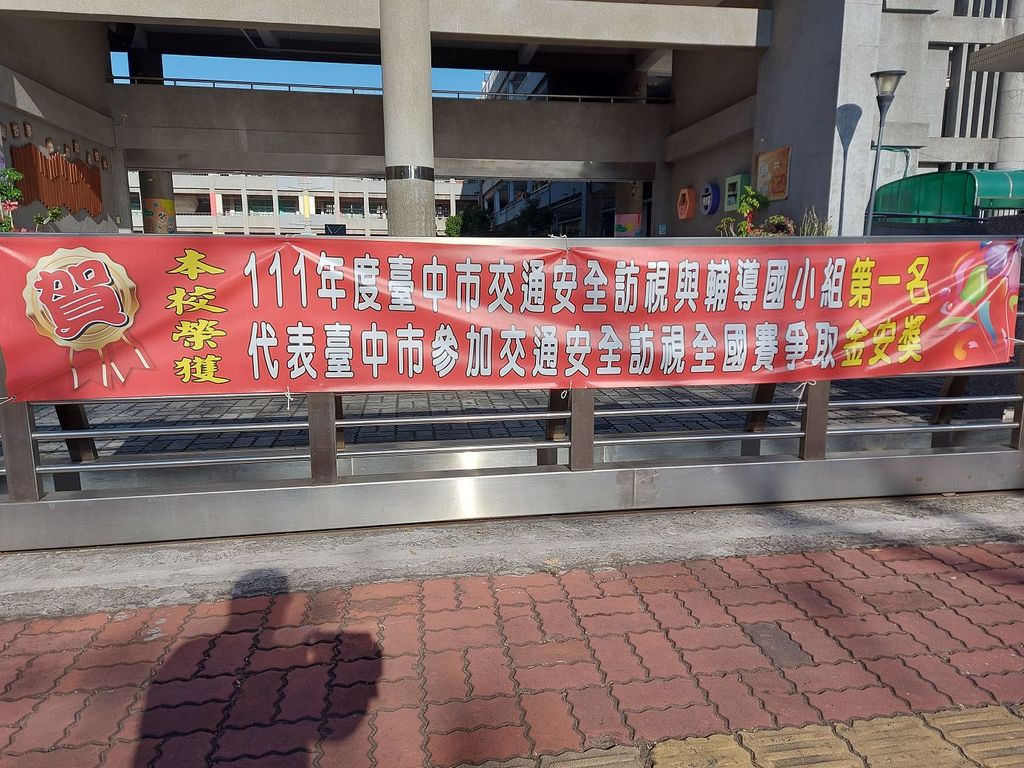 賀
本校榮獲
111年度臺中市交通安全訪視與輔導國小組第一名
代表臺中市參加交通安全訪視全國賽爭取金安獎